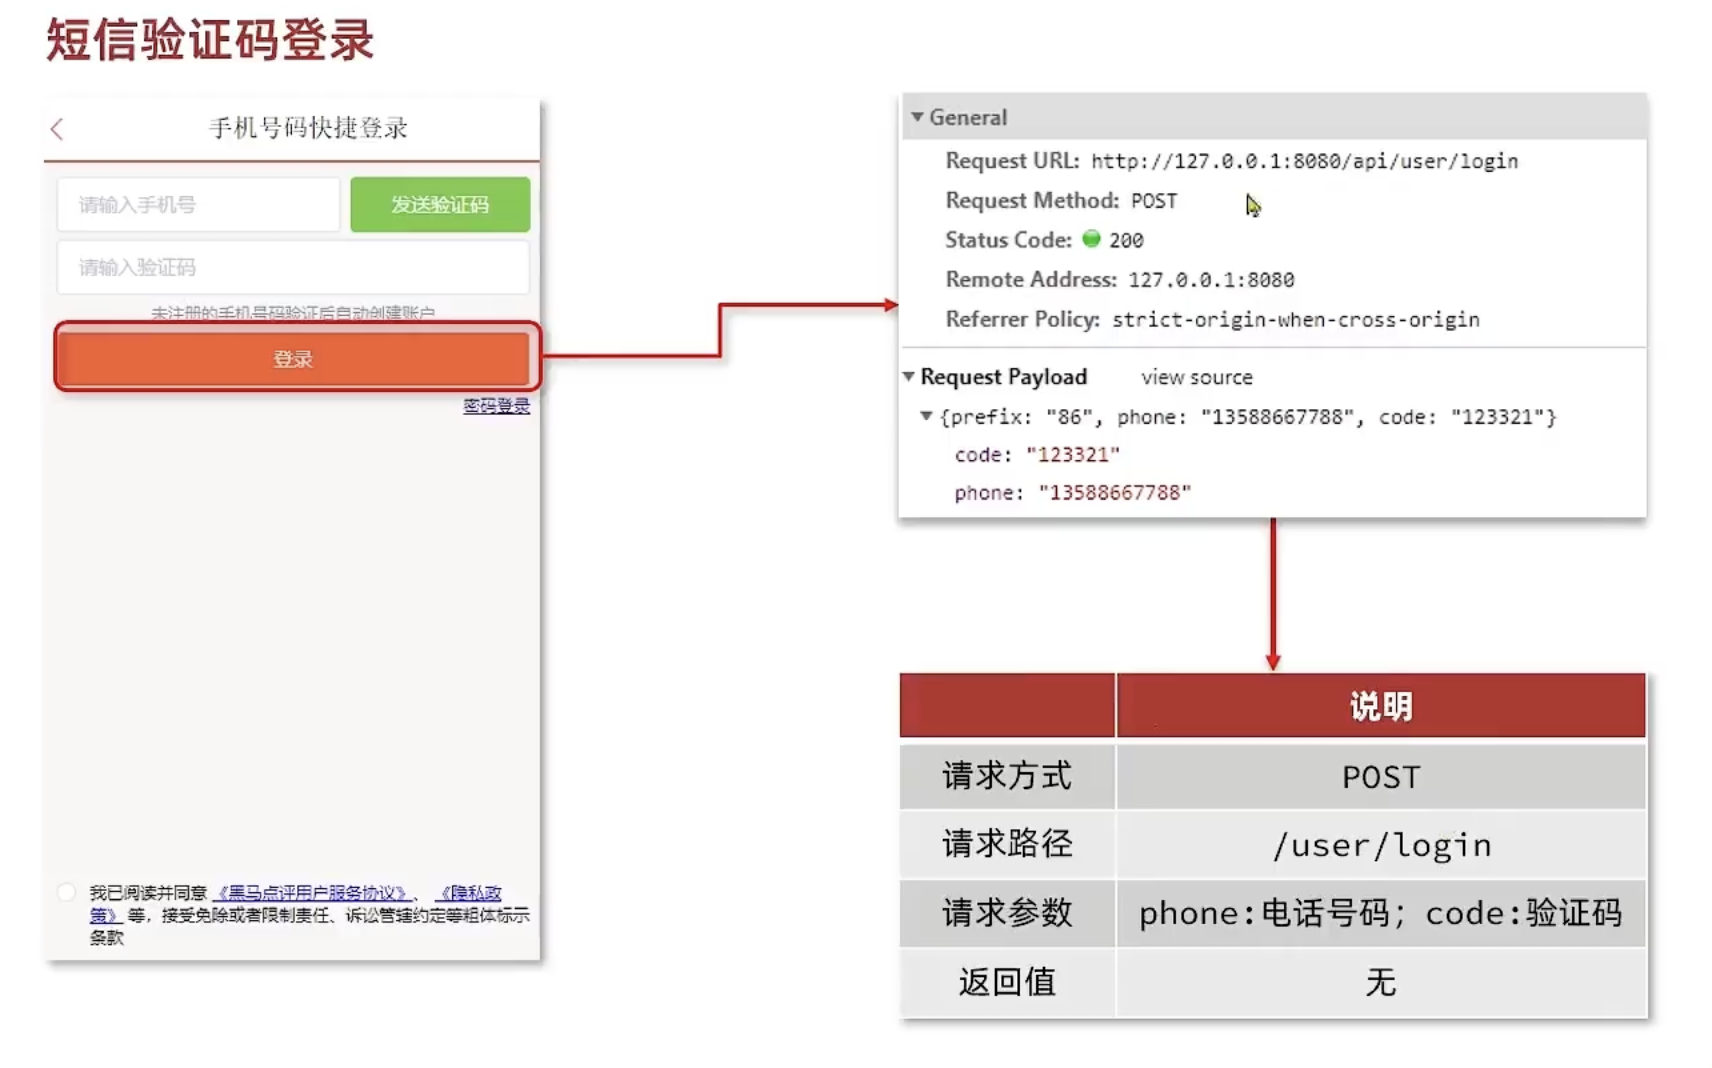 短信验证码登录
手机号码快捷登录
请输入手机号
发送验证码
请输入验证码
未注册的手机号码验证后自动创建账户
登录
密码登录
我已阅读并同意《黑马点评用户服务协议》、《隐私政
策》等，接受免除或者限制责任、诉讼管辖约定等粗体标示
条款
General
Request URL: http://127.0.0.1:8080/api/user/login
Request Method: POST
Status Code: 200
Remote Address: 127.0.0.1:8080
Referrer Policy: strict-origin-when-cross-origin
Request Payload view source
{prefix: "86", phone: "13588667788", code: "123321"}
code: "123321"
phone: "13588667788"
说明
请求方式 POST
请求路径 /user/login
请求参数 phone:电话号码；code:验证码
返回值 无